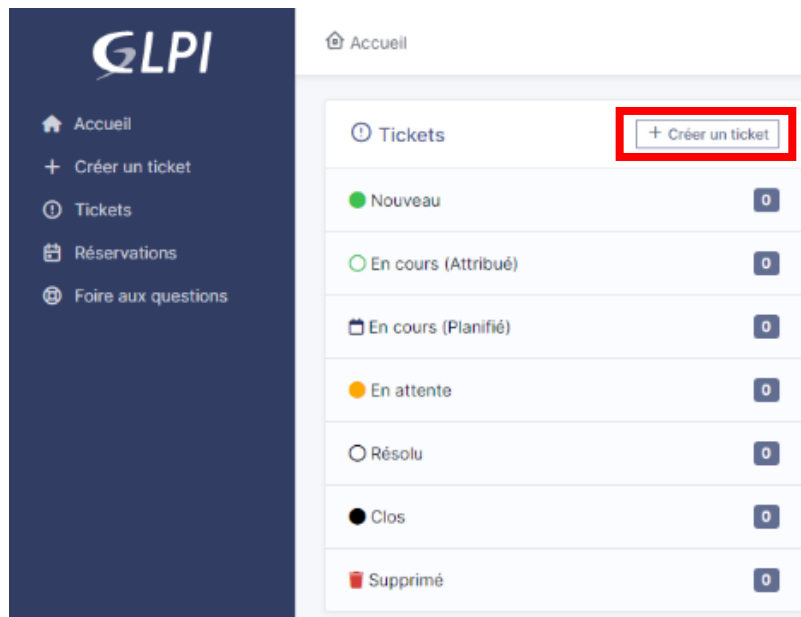 GLPI
Accueil
Créer un ticket
Tickets
Réservations
Foire aux questions
Accueil
Tickets
+ Créer un ticket
Nouveau 0
En cours (Attribué) 0
En cours (Planifié) 0
En attente 0
Résolu 0
Clos 0
Supprimé 0